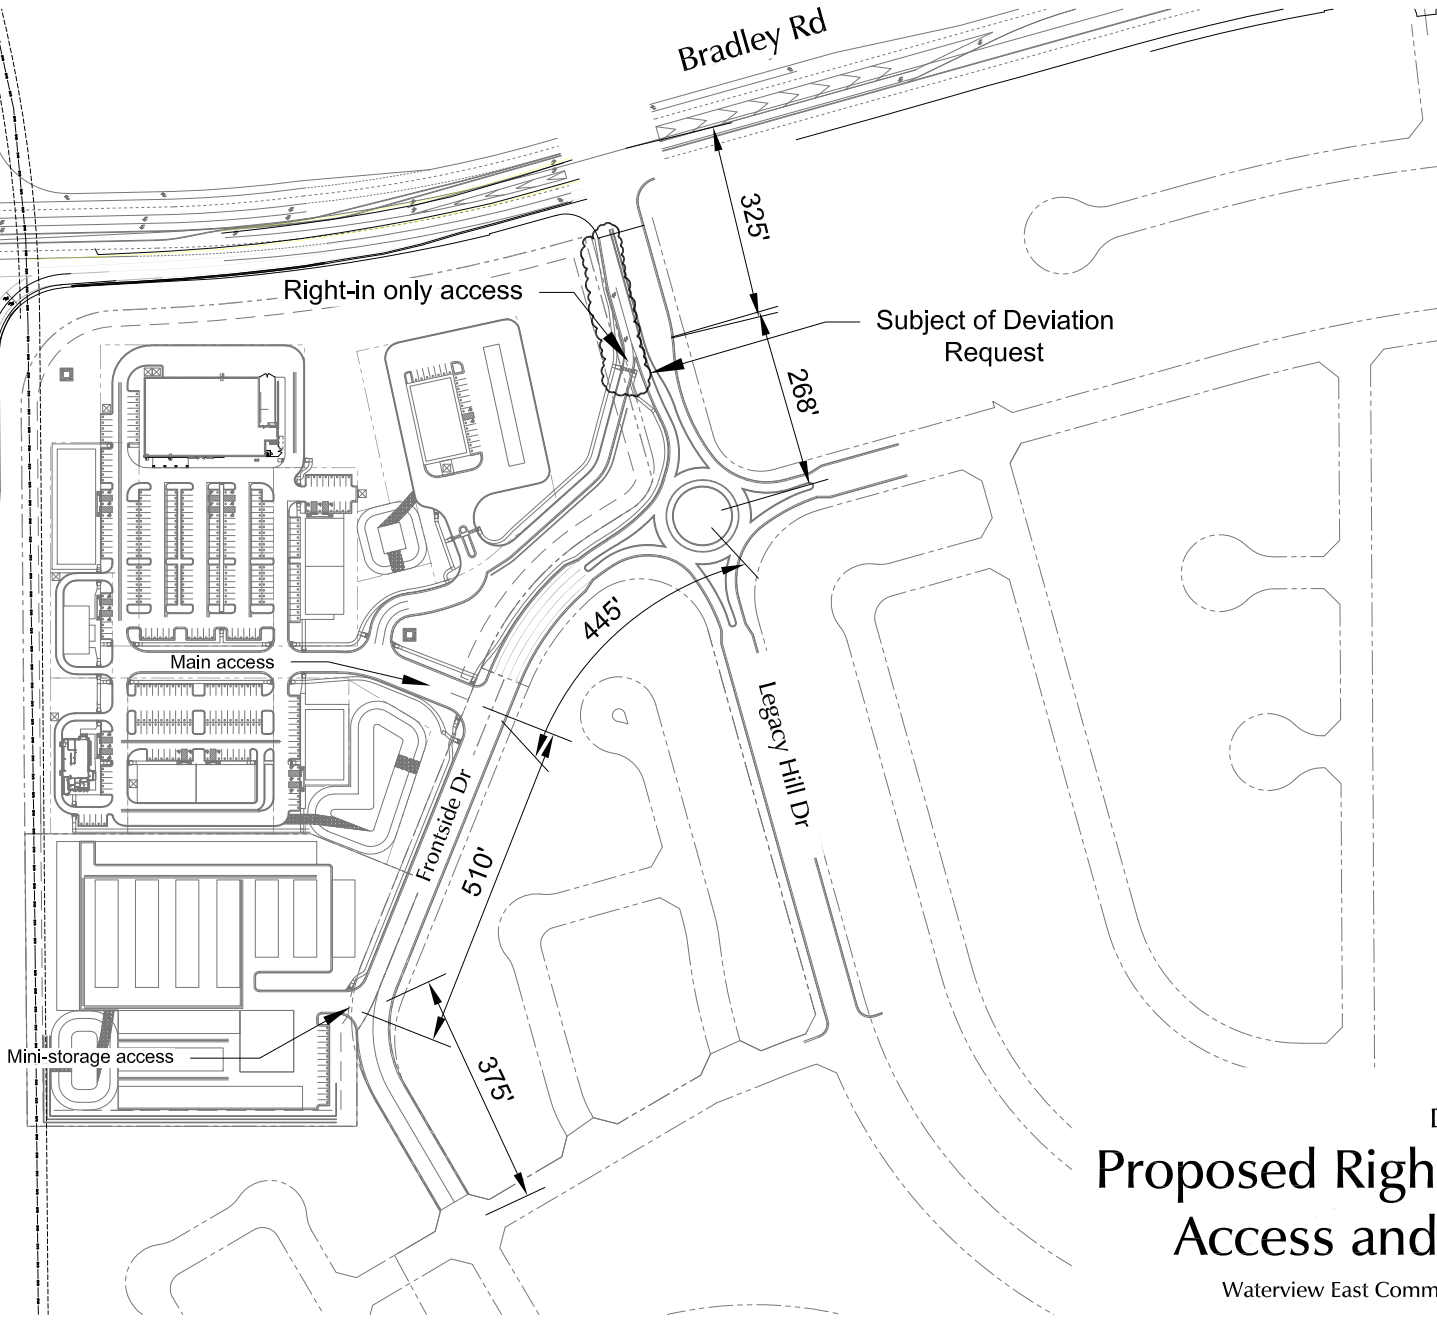 Bradley Rd
325'
Right-in only access
Subject of Deviation
Request
268'
445'
Main access
Legacy Hill Dr
Frontside Dr
510'
Mini-storage access
375'
Proposed Righ
Access and
Waterview East Comm